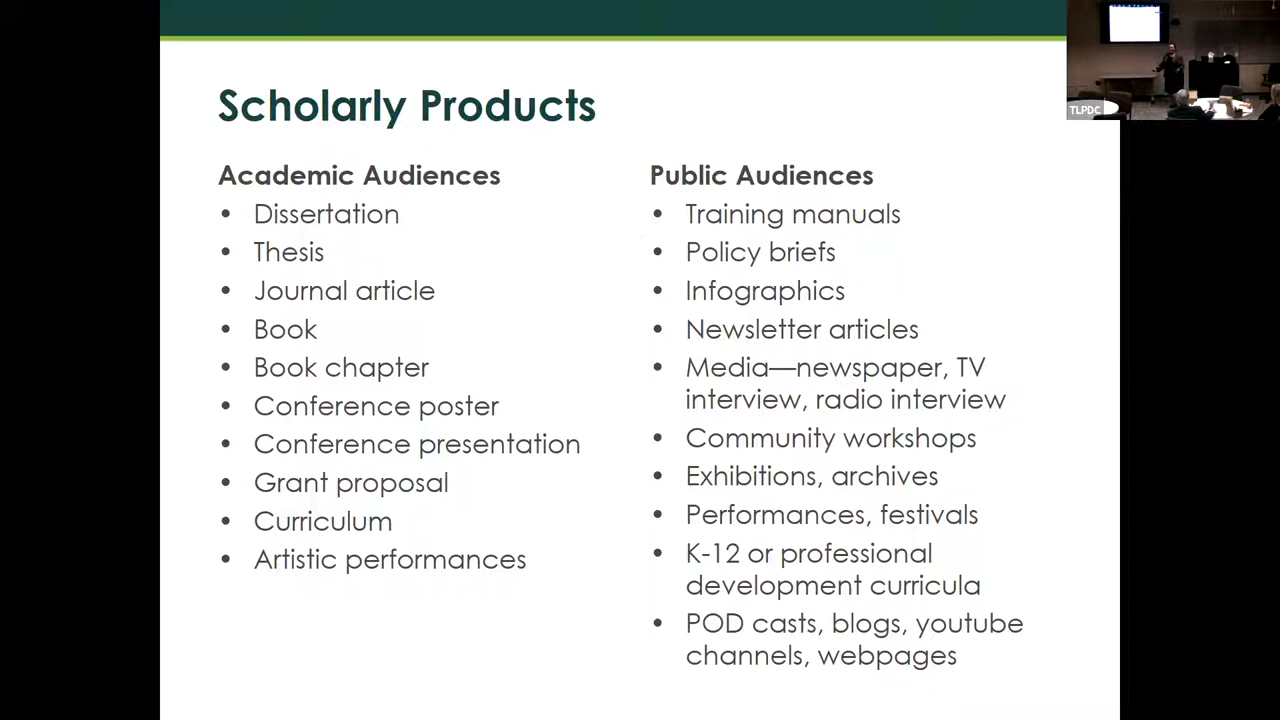 Scholarly Products
Academic Audiences
• Dissertation
• Thesis
• Journal article
• Book
• Book chapter
• Conference poster
• Conference presentation
• Grant proposal
• Curriculum
• Artistic performances
Public Audiences
• Training manuals
• Policy briefs
• Infographics
• Newsletter articles
• Media—newspaper, TV
interview, radio interview
• Community workshops
• Exhibitions, archives
• Performances, festivals
• K-12 or professional
development curricula
• POD casts, blogs, youtube
channels, webpages
TLPDC